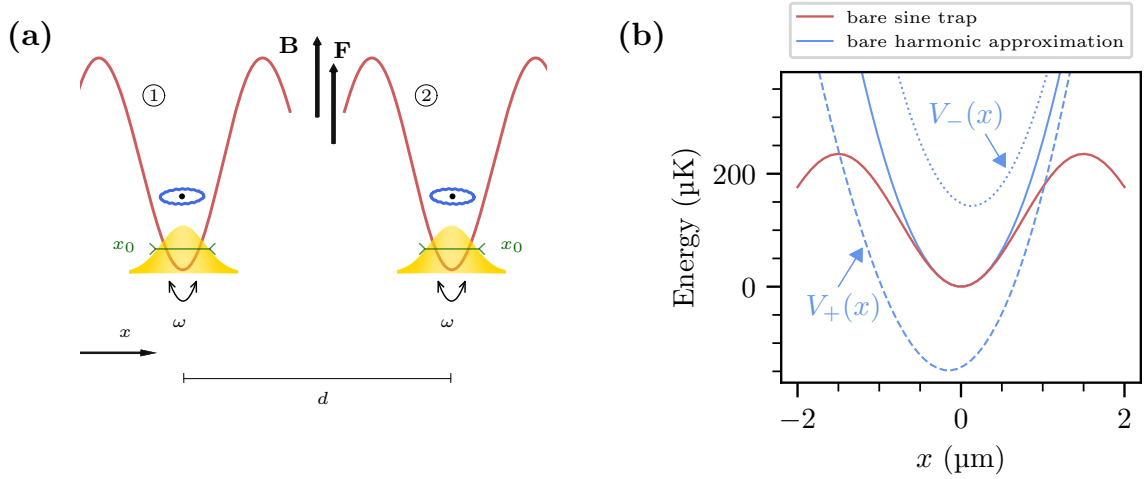 (a)
B
F
①
②
x₀
x₀
ω
ω
x
d
(b)
bare sine trap
bare harmonic approximation
V₋(x)
V₊(x)
Energy (µK)
200
0
−2
0
2
x (µm)